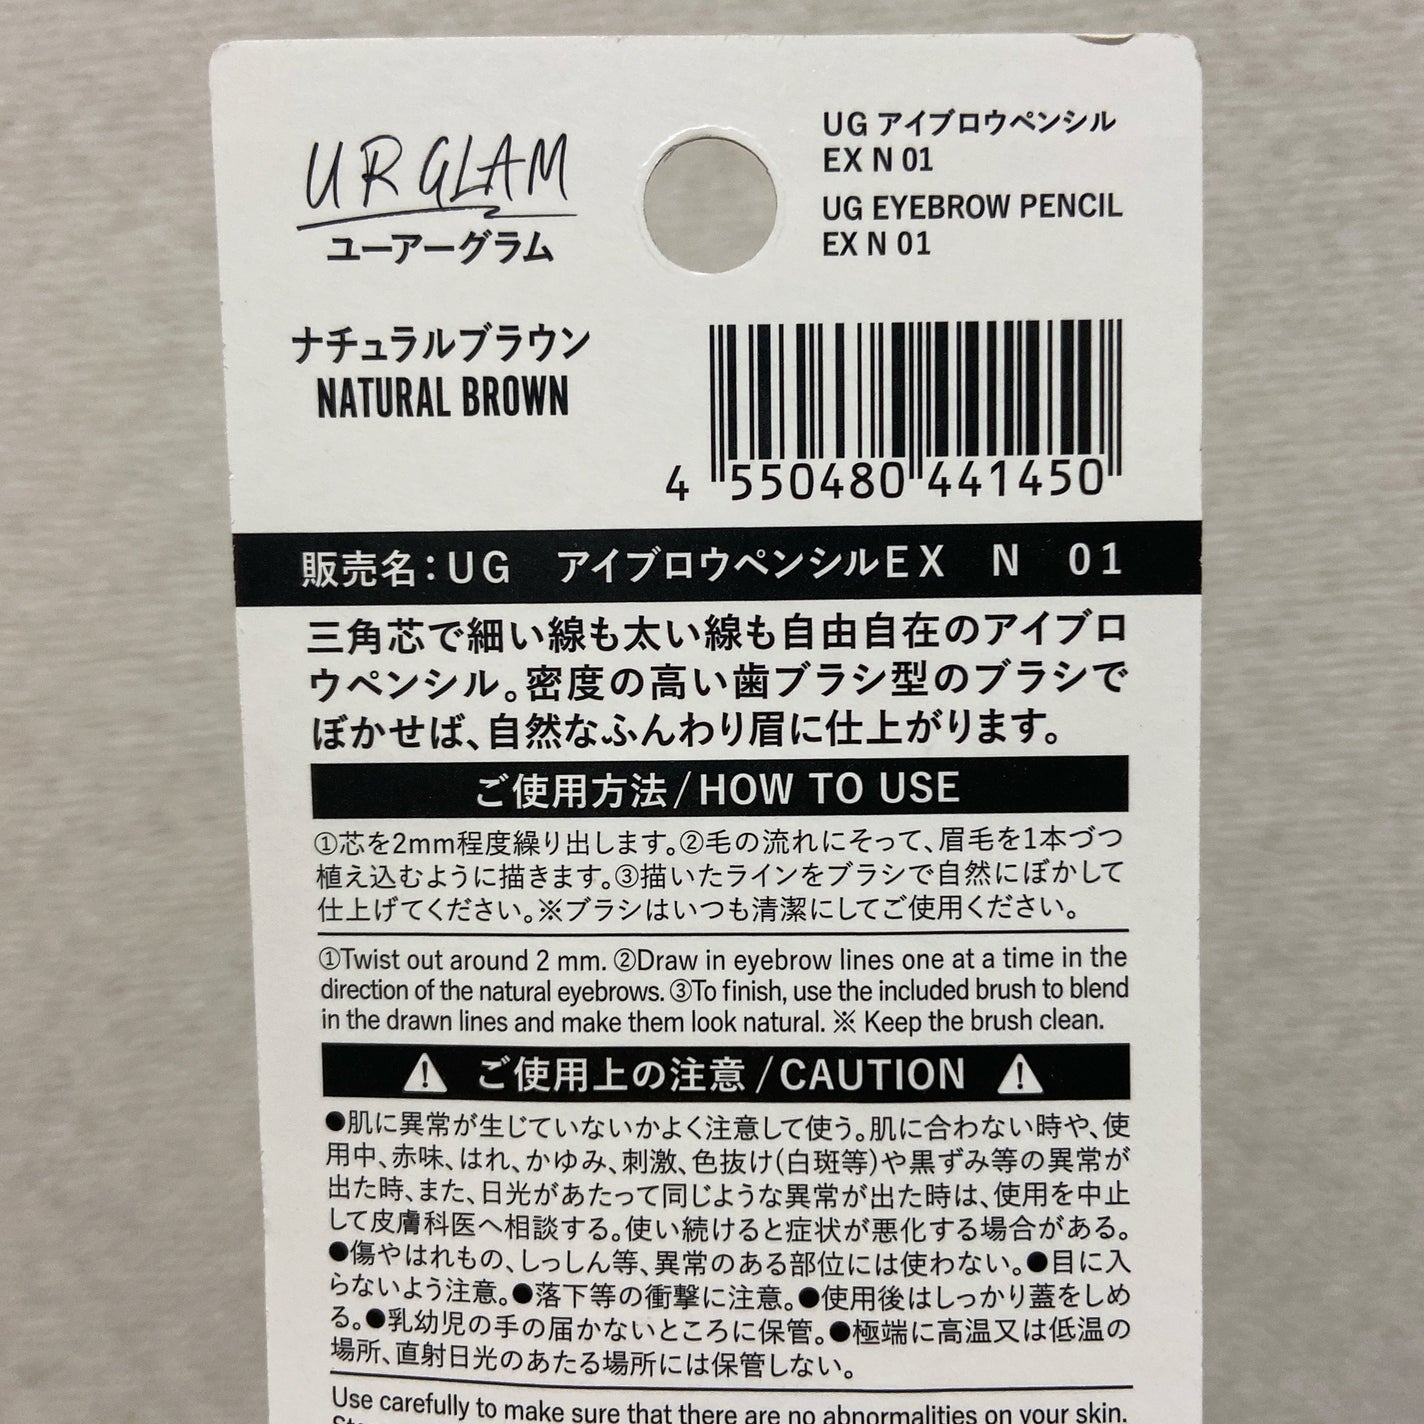 UR GLAM
ユーアーグラム
UG アイブロウペンシル
EX N 01
UG EYEBROW PENCIL
EX N 01
ナチュラルブラウン
NATURAL BROWN
4 550480 441450
販売名:UG アイブロウペンシルEX N 01
三角芯で細い線も太い線も自由自在のアイブロ
ウペンシル。密度の高い歯ブラシ型のブラシで
ぼかせば、自然なふんわり眉に仕上がります。
ご使用方法/HOW TO USE
①芯を2mm程度繰り出します。②毛の流れにそって、眉毛を1本づつ
植え込むように描きます。③描いたラインをブラシで自然にぼかして
仕上げてください。※ブラシはいつも清潔にしてご使用ください。
①Twist out around 2 mm. ②Draw in eyebrow lines one at a time in the
direction of the natural eyebrows. ③To finish, use the included brush to blend
in the drawn lines and make them look natural. ※ Keep the brush clean.
ご使用上の注意/CAUTION
●肌に異常が生じていないかよく注意して使う。肌に合わない時や、使
用中、赤味、はれ、かゆみ、刺激、色抜け(白斑等)や黒ずみ等の異常が
出た時、また、日光があたって同じような異常が出た時は、使用を中止
して皮膚科医へ相談する。使い続けると症状が悪化する場合がある。
●傷やはれもの、しっしん等、異常のある部位には使わない。●目に入
らないよう注意。●落下等の衝撃に注意。●使用後はしっかり蓋をしめ
る。●乳幼児の手の届かないところに保管。●極端に高温又は低温の
場所、直射日光のあたる場所には保管しない。
Use carefully to make sure that there are no abnormalities on your skin.